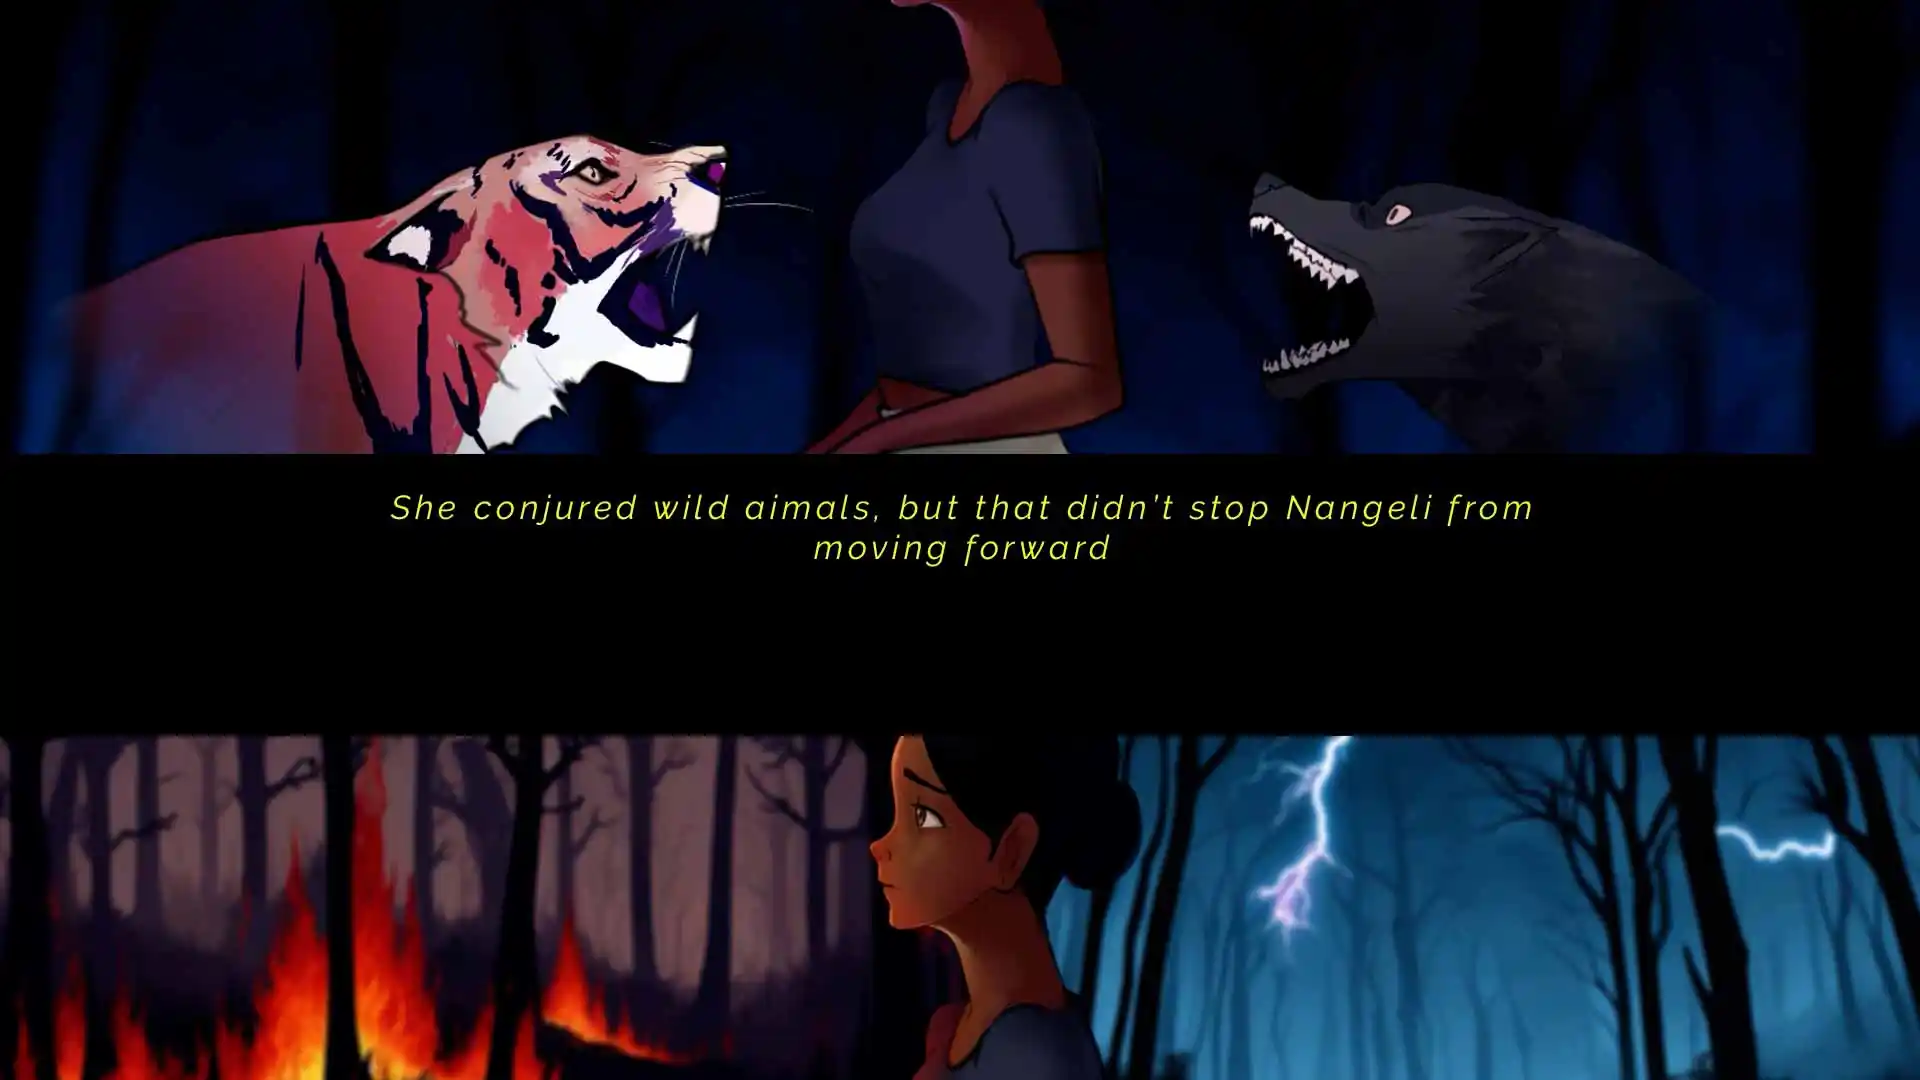 She conjured wild aimals, but that didn't stop Nangeli from
moving forward